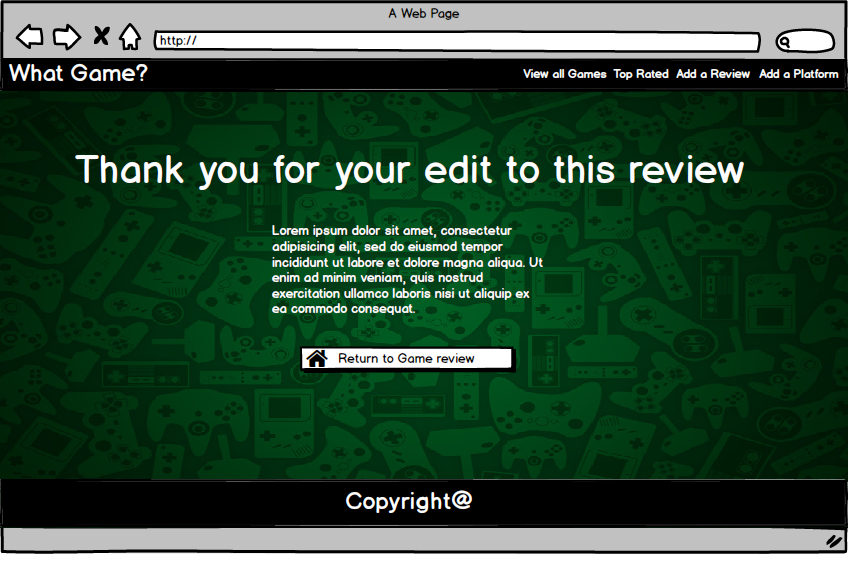 A Web Page
http://
What Game?
View all Games Top Rated Add a Review Add a Platform
Thank you for your edit to this review
Lorem ipsum dolor sit amet, consectetur
adipisicing elit, sed do eiusmod tempor
incididunt ut labore et dolore magna aliqua. Ut
enim ad minim veniam, quis nostrud
exercitation ullamco laboris nisi ut aliquip ex
ea commodo consequat.
Return to Game review
Copyright@